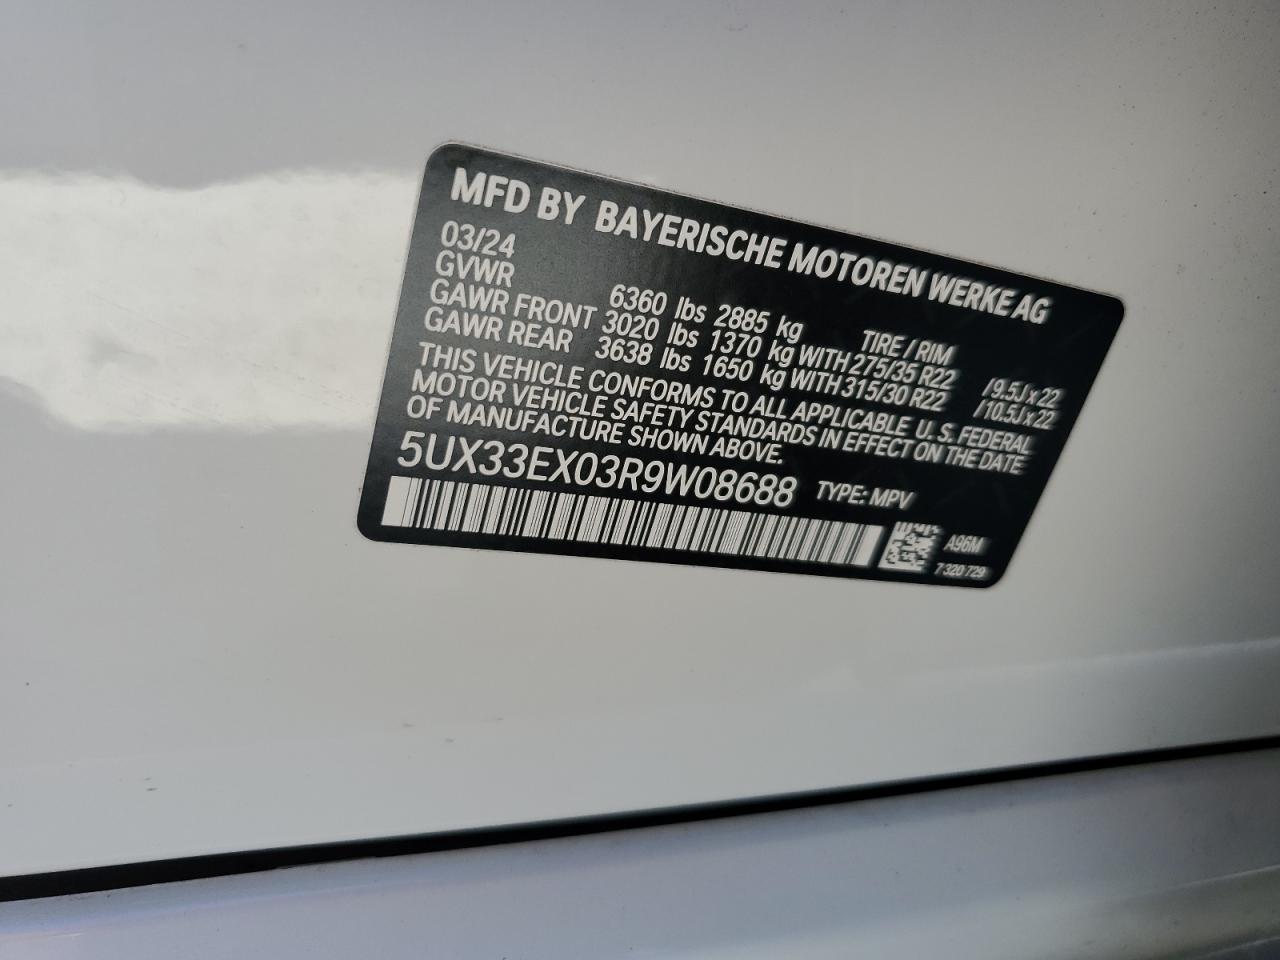 MFD BY BAYERISCHE MOTOREN WERKE AG
03/24
GVWR 6360 lbs 2885 kg TIRE / RIM
GAWR FRONT 3020 lbs 1370 kg WITH 275/35 R22 /9.5J x 22
GAWR REAR 3638 lbs 1650 kg WITH 315/30 R22 /10.5J x 22
THIS VEHICLE CONFORMS TO ALL APPLICABLE U. S. FEDERAL
MOTOR VEHICLE SAFETY STANDARDS IN EFFECT ON THE DATE
OF MANUFACTURE SHOWN ABOVE.
5UX33EX03R9W08688 TYPE: MPV
A96M
7 320 729